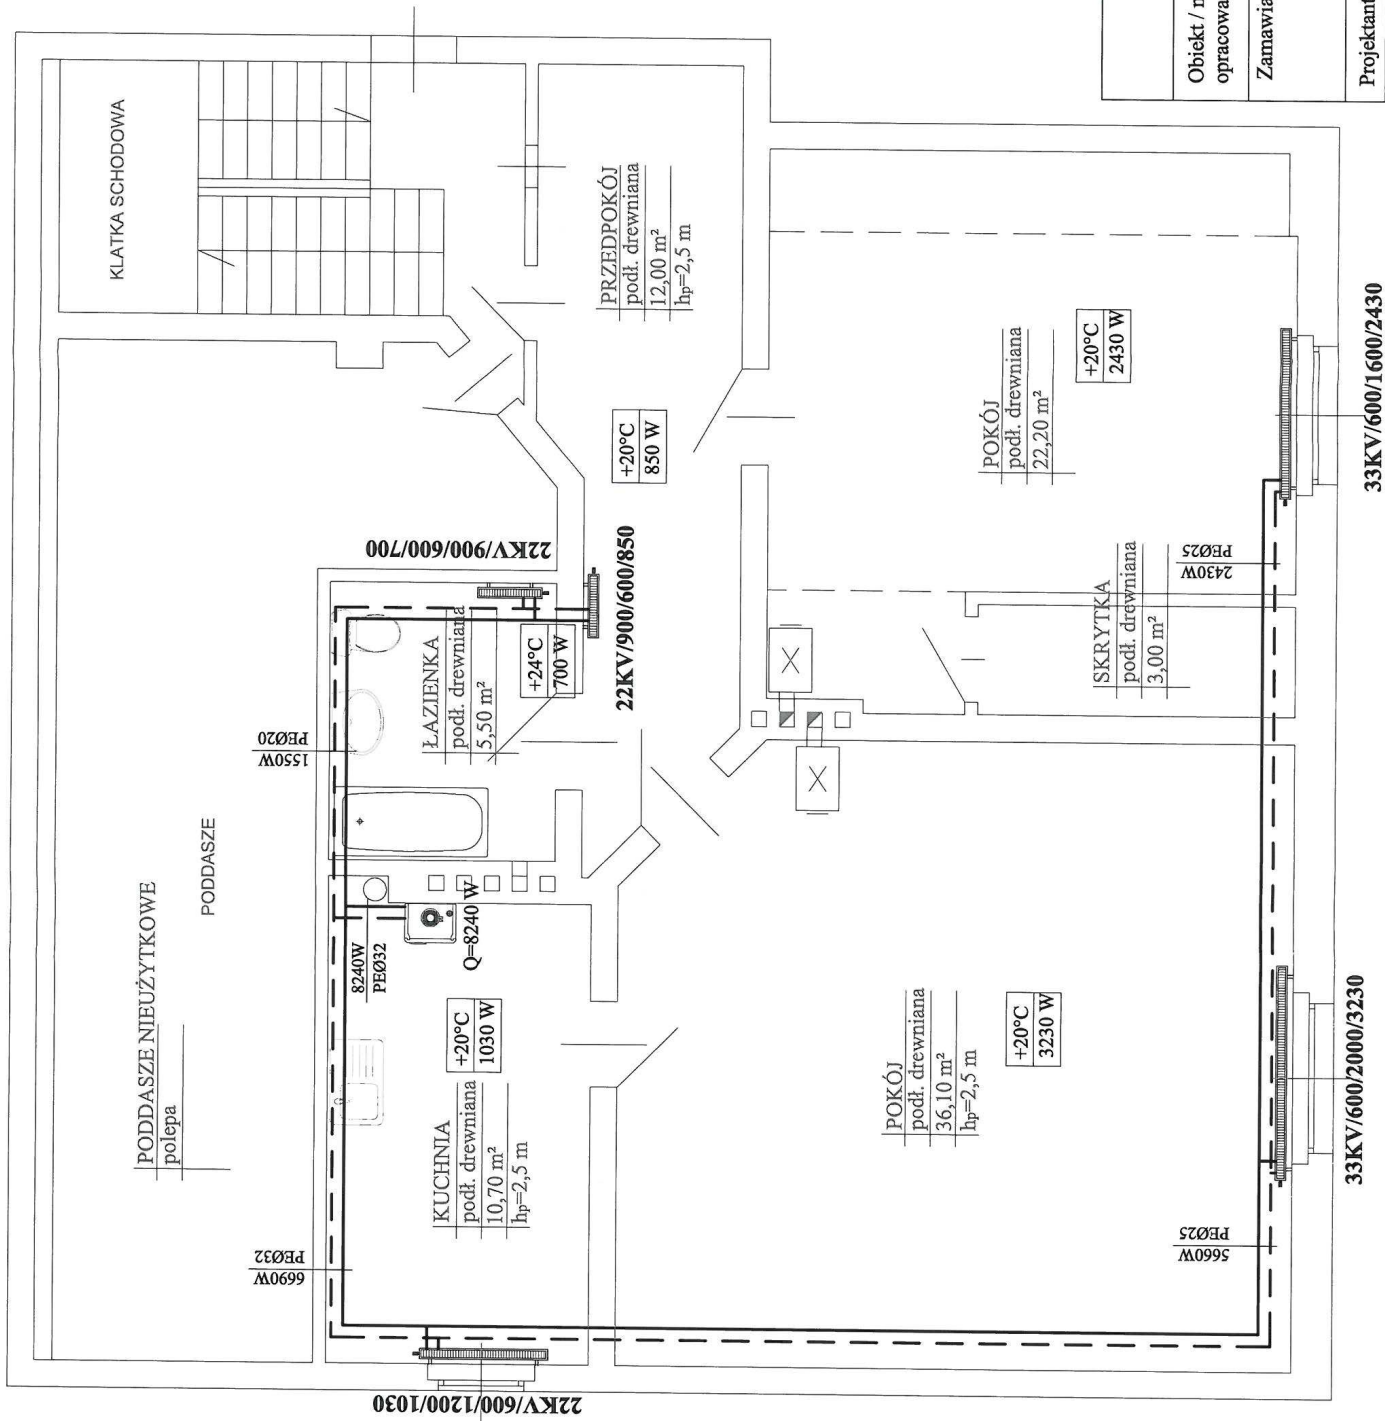 KLATKA SCHODOWA
PRZEDPOKÓJ
podł. drewniana
12,00 m²
hp=2,5 m
+20°C
850 W
PODDASZE NIEUŻYTKOWE
polepa
PODDASZE
22KV/900/600/700
22KV/900/600/850
ŁAZIENKA
podł. drewniana
5,50 m²
+24°C
700 W
1550W
PEØ20
8240W
PEØ32
Q=8240 W
KUCHNIA
podł. drewniana
10,70 m²
hp=2,5 m
+20°C
1030 W
6690W
PEØ32
22KV/600/1200/1030
POKÓJ
podł. drewniana
22,20 m²
+20°C
2430 W
SKRYTKA
podł. drewniana
3,00 m²
2430W
PEØ25
33KV/600/1600/2430
POKÓJ
podł. drewniana
36,10 m²
hp=2,5 m
+20°C
3230 W
5660W
PEØ25
33KV/600/2000/3230
Obiekt / n
opracowa
Zamawia
Projektant